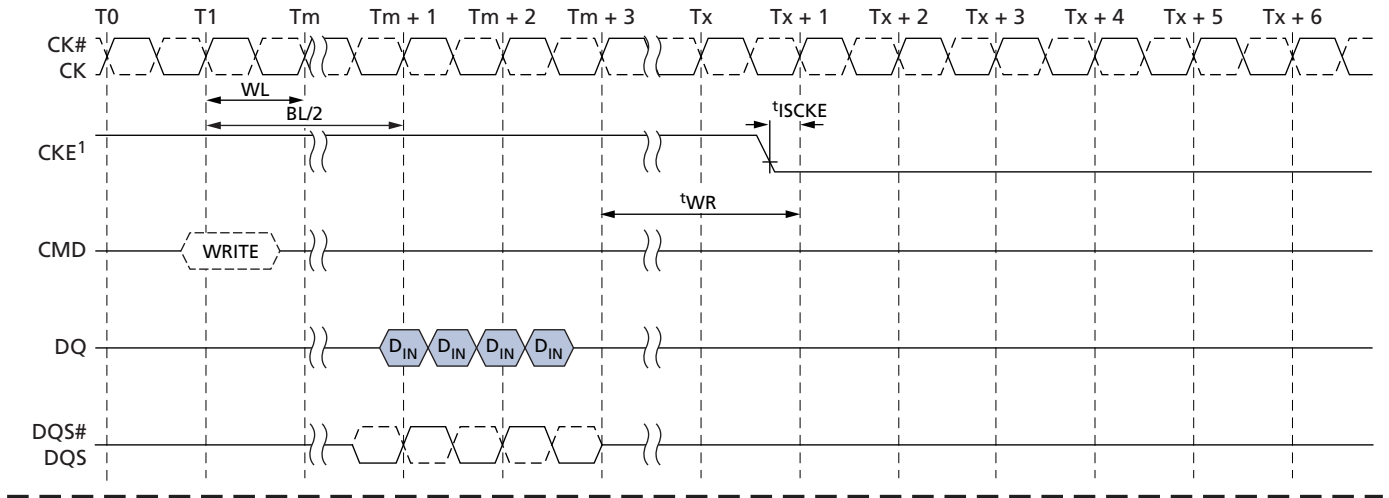 T0 T1 Tm Tm + 1 Tm + 2 Tm + 3 Tx Tx + 1 Tx + 2 Tx + 3 Tx + 4 Tx + 5 Tx + 6
CK#
CK
WL
BL/2
tISCKE
CKE1
tWR
CMD WRITE
DQ DIN DIN DIN DIN
DQS#
DQS